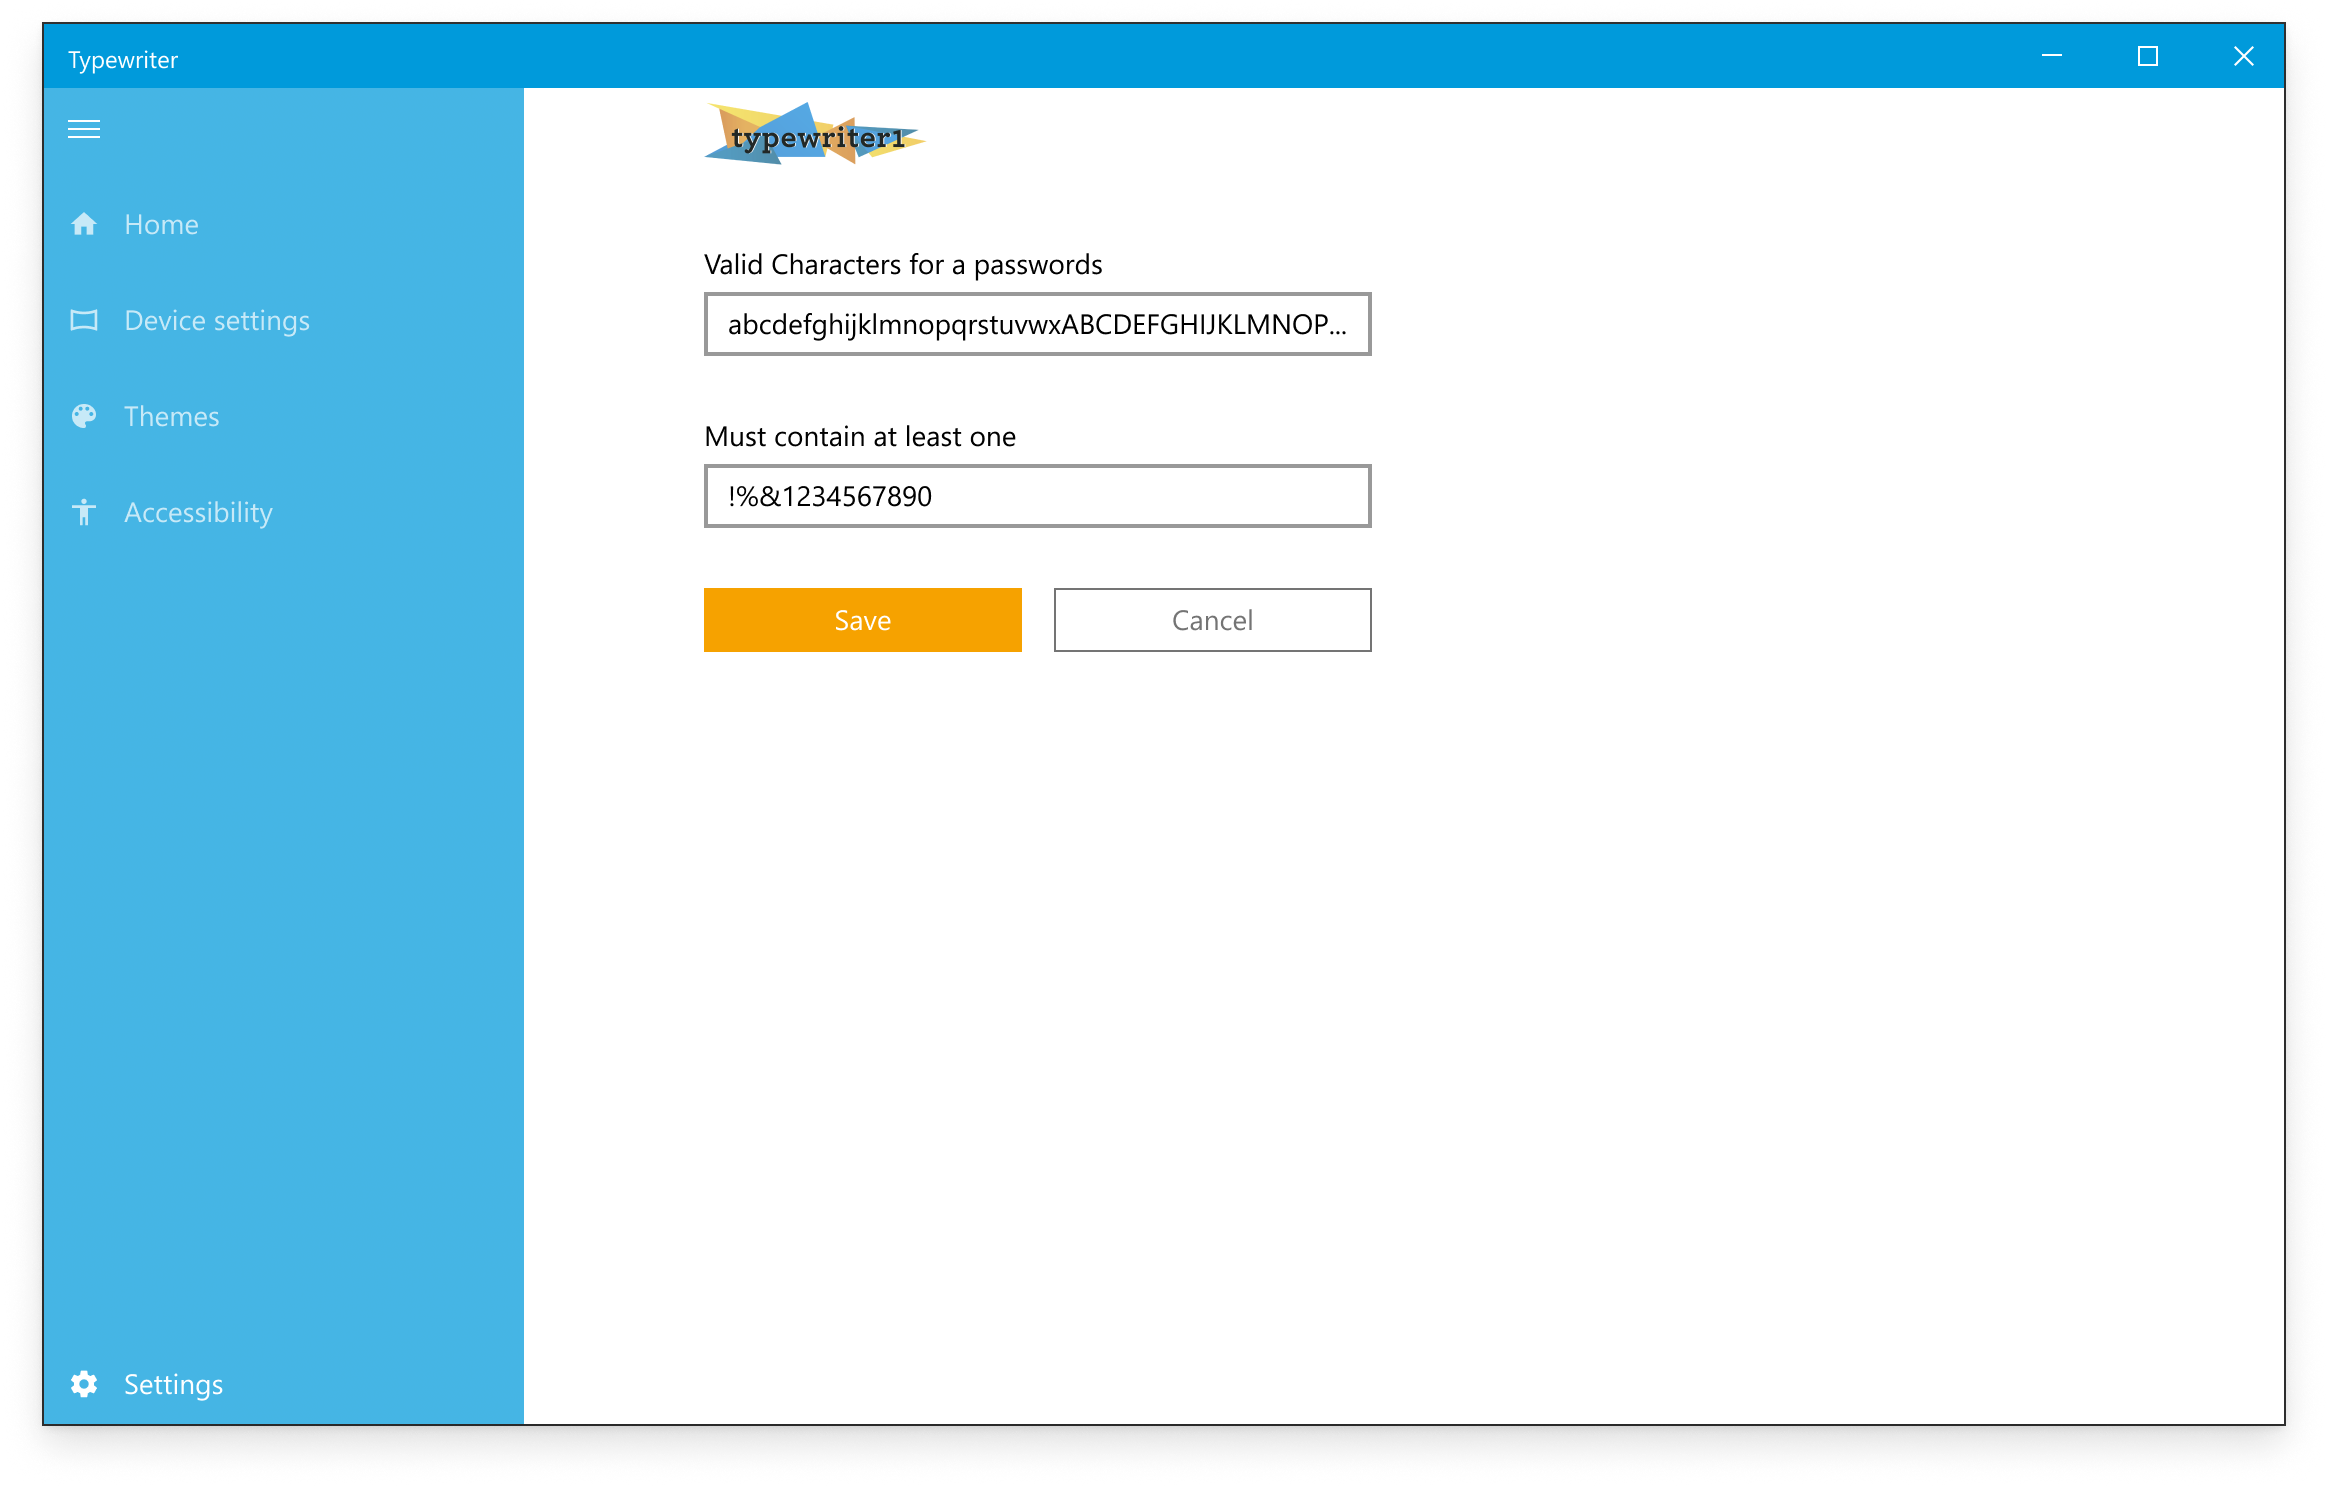 Typewriter
typewriter1
Home
Device settings
Themes
Accessibility
Settings
Valid Characters for a passwords
abcdefghijklmnopqrstuvwxABCDEFGHIJKLMNOP...
Must contain at least one
!%&1234567890
Save
Cancel